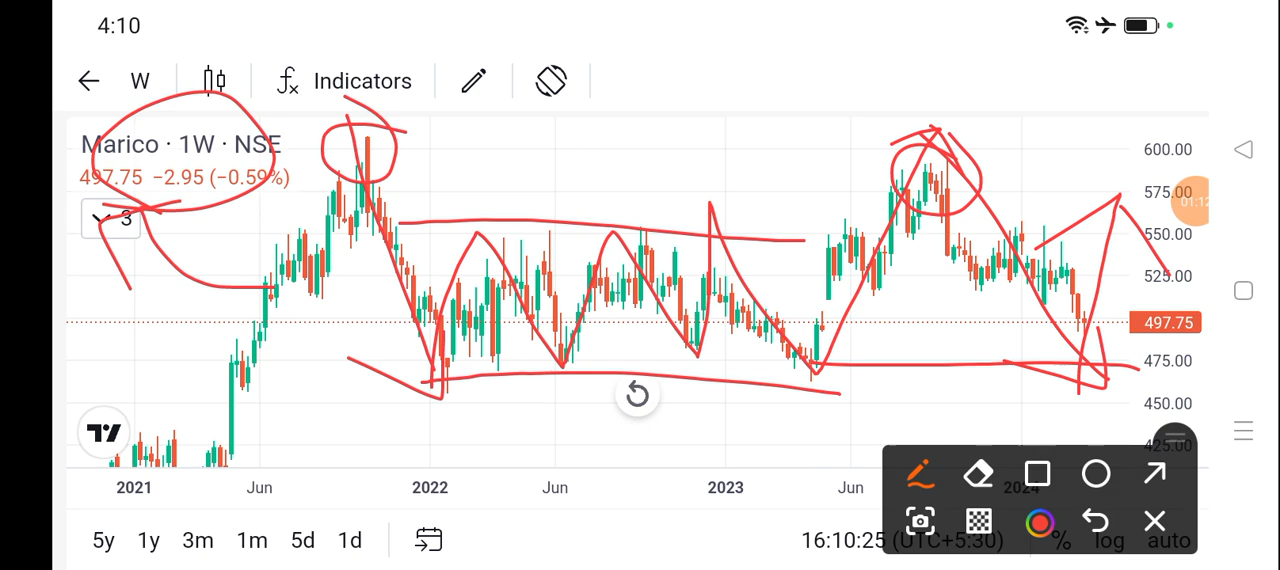 4:10
W Indicators
Marico · 1W · NSE
497.75 −2.95 (−0.59%)
3
600.00
575.00
01:12
550.00
525.00
497.75
475.00
450.00
425.00
2021 Jun 2022 Jun 2023 Jun 2024
5y 1y 3m 1m 5d 1d 16:10:25 (UTC+5:30) % log auto